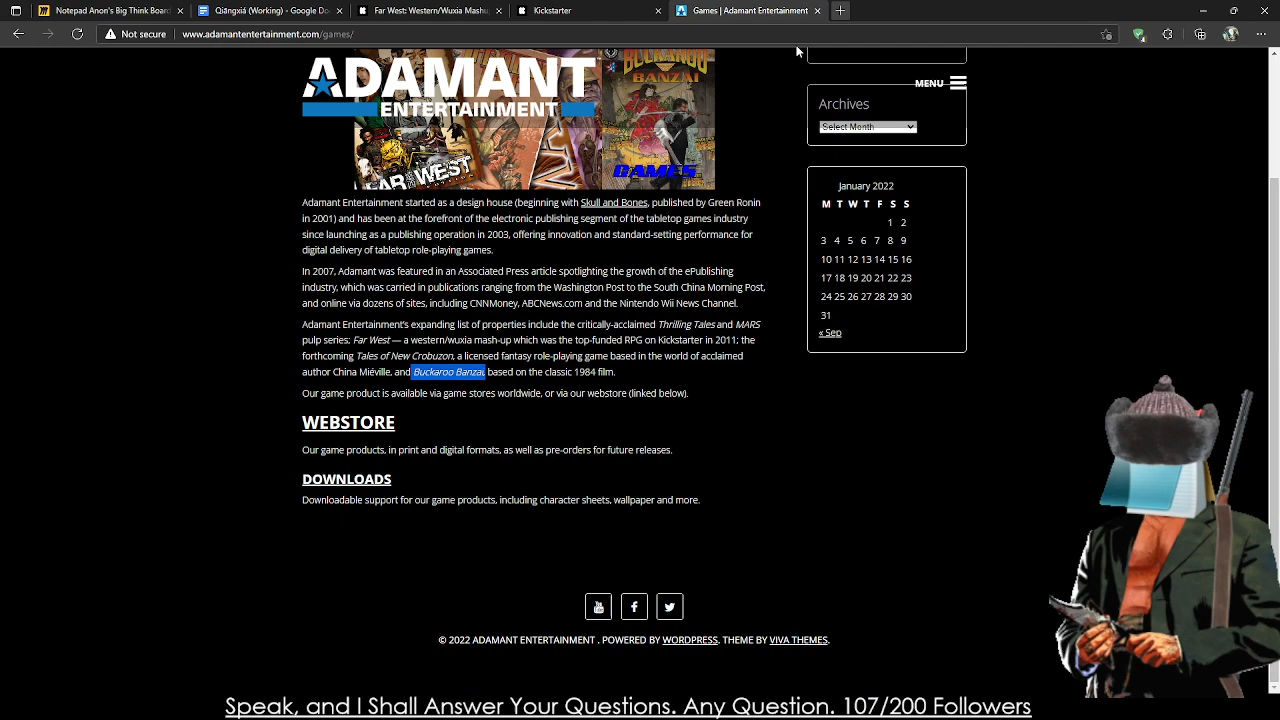 Notepad Anon's Big Think Board
Qiāngxiá (Working) - Google Do
Far West: Western/Wuxia Mashup
Kickstarter
Games | Adamant Entertainment
Not secure
www.adamantentertainment.com/games/
ADAMANT
ENTERTAINMENT
BUCKAROO
BANZAI
FAR WEST
GAMES
MENU
Archives
Select Month
January 2022
M T W T F S S
1 2
3 4 5 6 7 8 9
10 11 12 13 14 15 16
17 18 19 20 21 22 23
24 25 26 27 28 29 30
31
« Sep
Adamant Entertainment started as a design house (beginning with Skull and Bones, published by Green Ronin
in 2001) and has been at the forefront of the electronic publishing segment of the tabletop games industry
since launching as a publishing operation in 2003, offering innovation and standard-setting performance for
digital delivery of tabletop role-playing games.
In 2007, Adamant was featured in an Associated Press article spotlighting the growth of the ePublishing
industry, which was carried in publications ranging from the Washington Post to the South China Morning Post,
and online via dozens of sites, including CNNMoney, ABCNews.com and the Nintendo Wii News Channel.
Adamant Entertainment's expanding list of properties include the critically-acclaimed Thrilling Tales and MARS
pulp series; Far West — a western/wuxia mash-up which was the top-funded RPG on Kickstarter in 2011; the
forthcoming Tales of New Crobuzon, a licensed fantasy role-playing game based in the world of acclaimed
author China Miéville, and Buckaroo Banzai, based on the classic 1984 film.
Our game product is available via game stores worldwide, or via our webstore (linked below).
WEBSTORE
Our game products, in print and digital formats, as well as pre-orders for future releases.
DOWNLOADS
Downloadable support for our game products, including character sheets, wallpaper and more.
© 2022 ADAMANT ENTERTAINMENT . POWERED BY WORDPRESS. THEME BY VIVA THEMES.
Speak, and I Shall Answer Your Questions. Any Question. 107/200 Followers